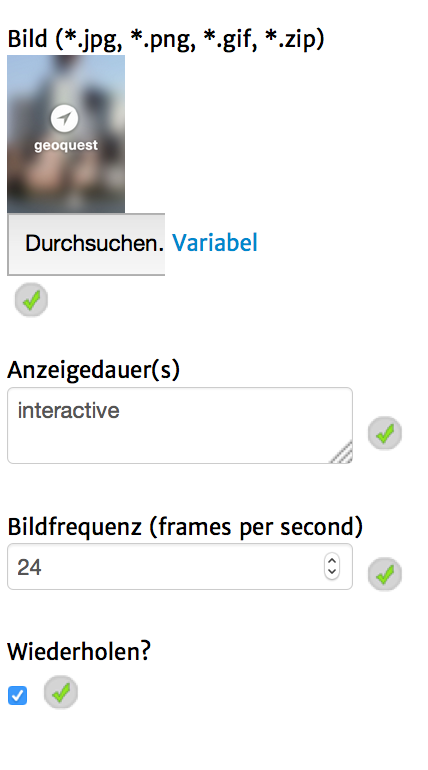 Bild (*.jpg, *.png, *.gif, *.zip)
geoquest
Durchsuchen. Variabel
Anzeigedauer(s)
interactive
Bildfrequenz (frames per second)
24
Wiederholen?